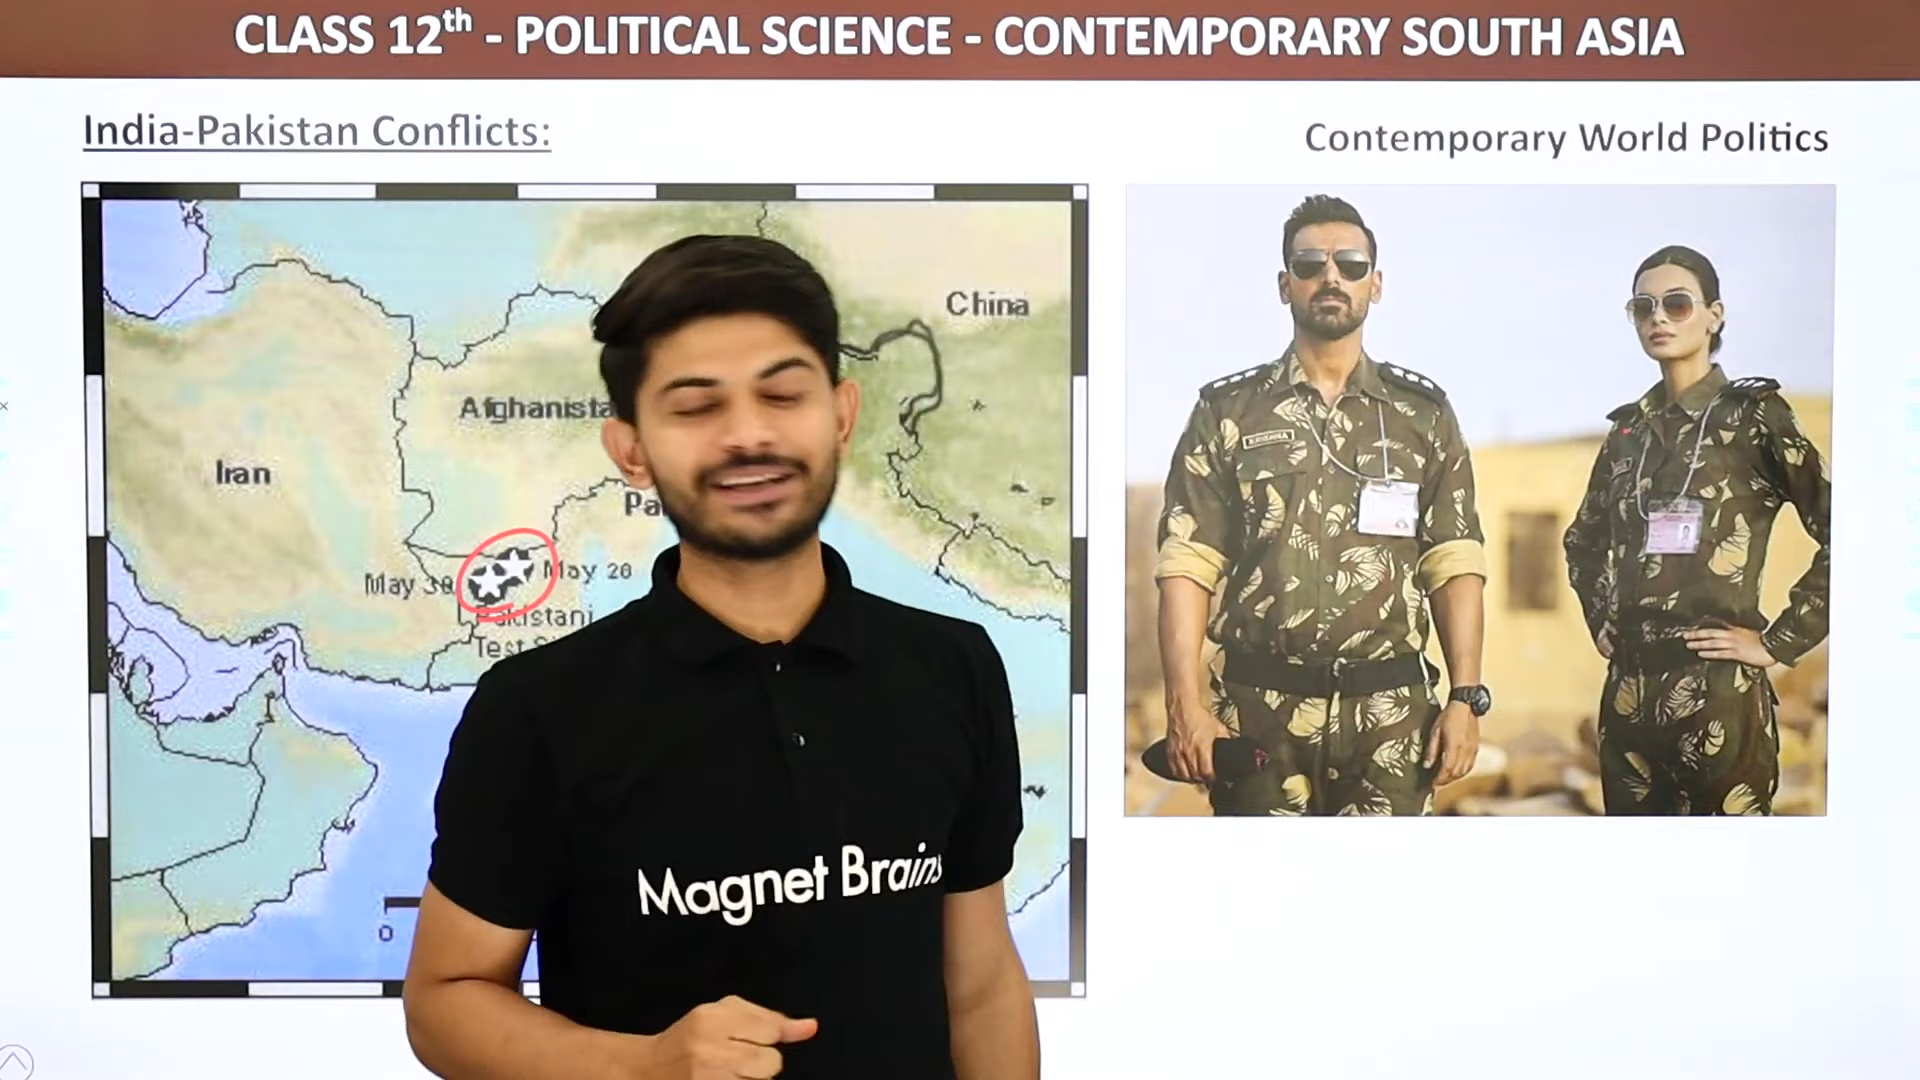 CLASS 12th - POLITICAL SCIENCE - CONTEMPORARY SOUTH ASIA
India-Pakistan Conflicts:
Contemporary World Politics
China
Afghanista
Iran
Pa
May 30
May 28
Pakistani
Test S
0
Magnet Brains
KRISHNA